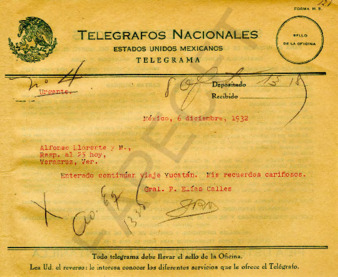 FORMA M. S.
TELEGRAFOS NACIONALES
ESTADOS UNIDOS MEXICANOS
TELEGRAMA
SELLO
DE LA OFICINA
Nº 4
Urgente.
Depositado
Recibido
México, 6 diciembre, 1932
Alfonso Llorente y P.,
Resp. al 25 hoy,
Veracruz, Ver.
Enterado continúar viaje Yucatán. Mis recuerdos cariñosos.
Gral. P. Elías Calles
Todo telegrama debe llevar el sello de la Oficina.
Lea Ud. el reverso: le interesa conocer los diferentes servicios que le ofrece el Telégrafo.